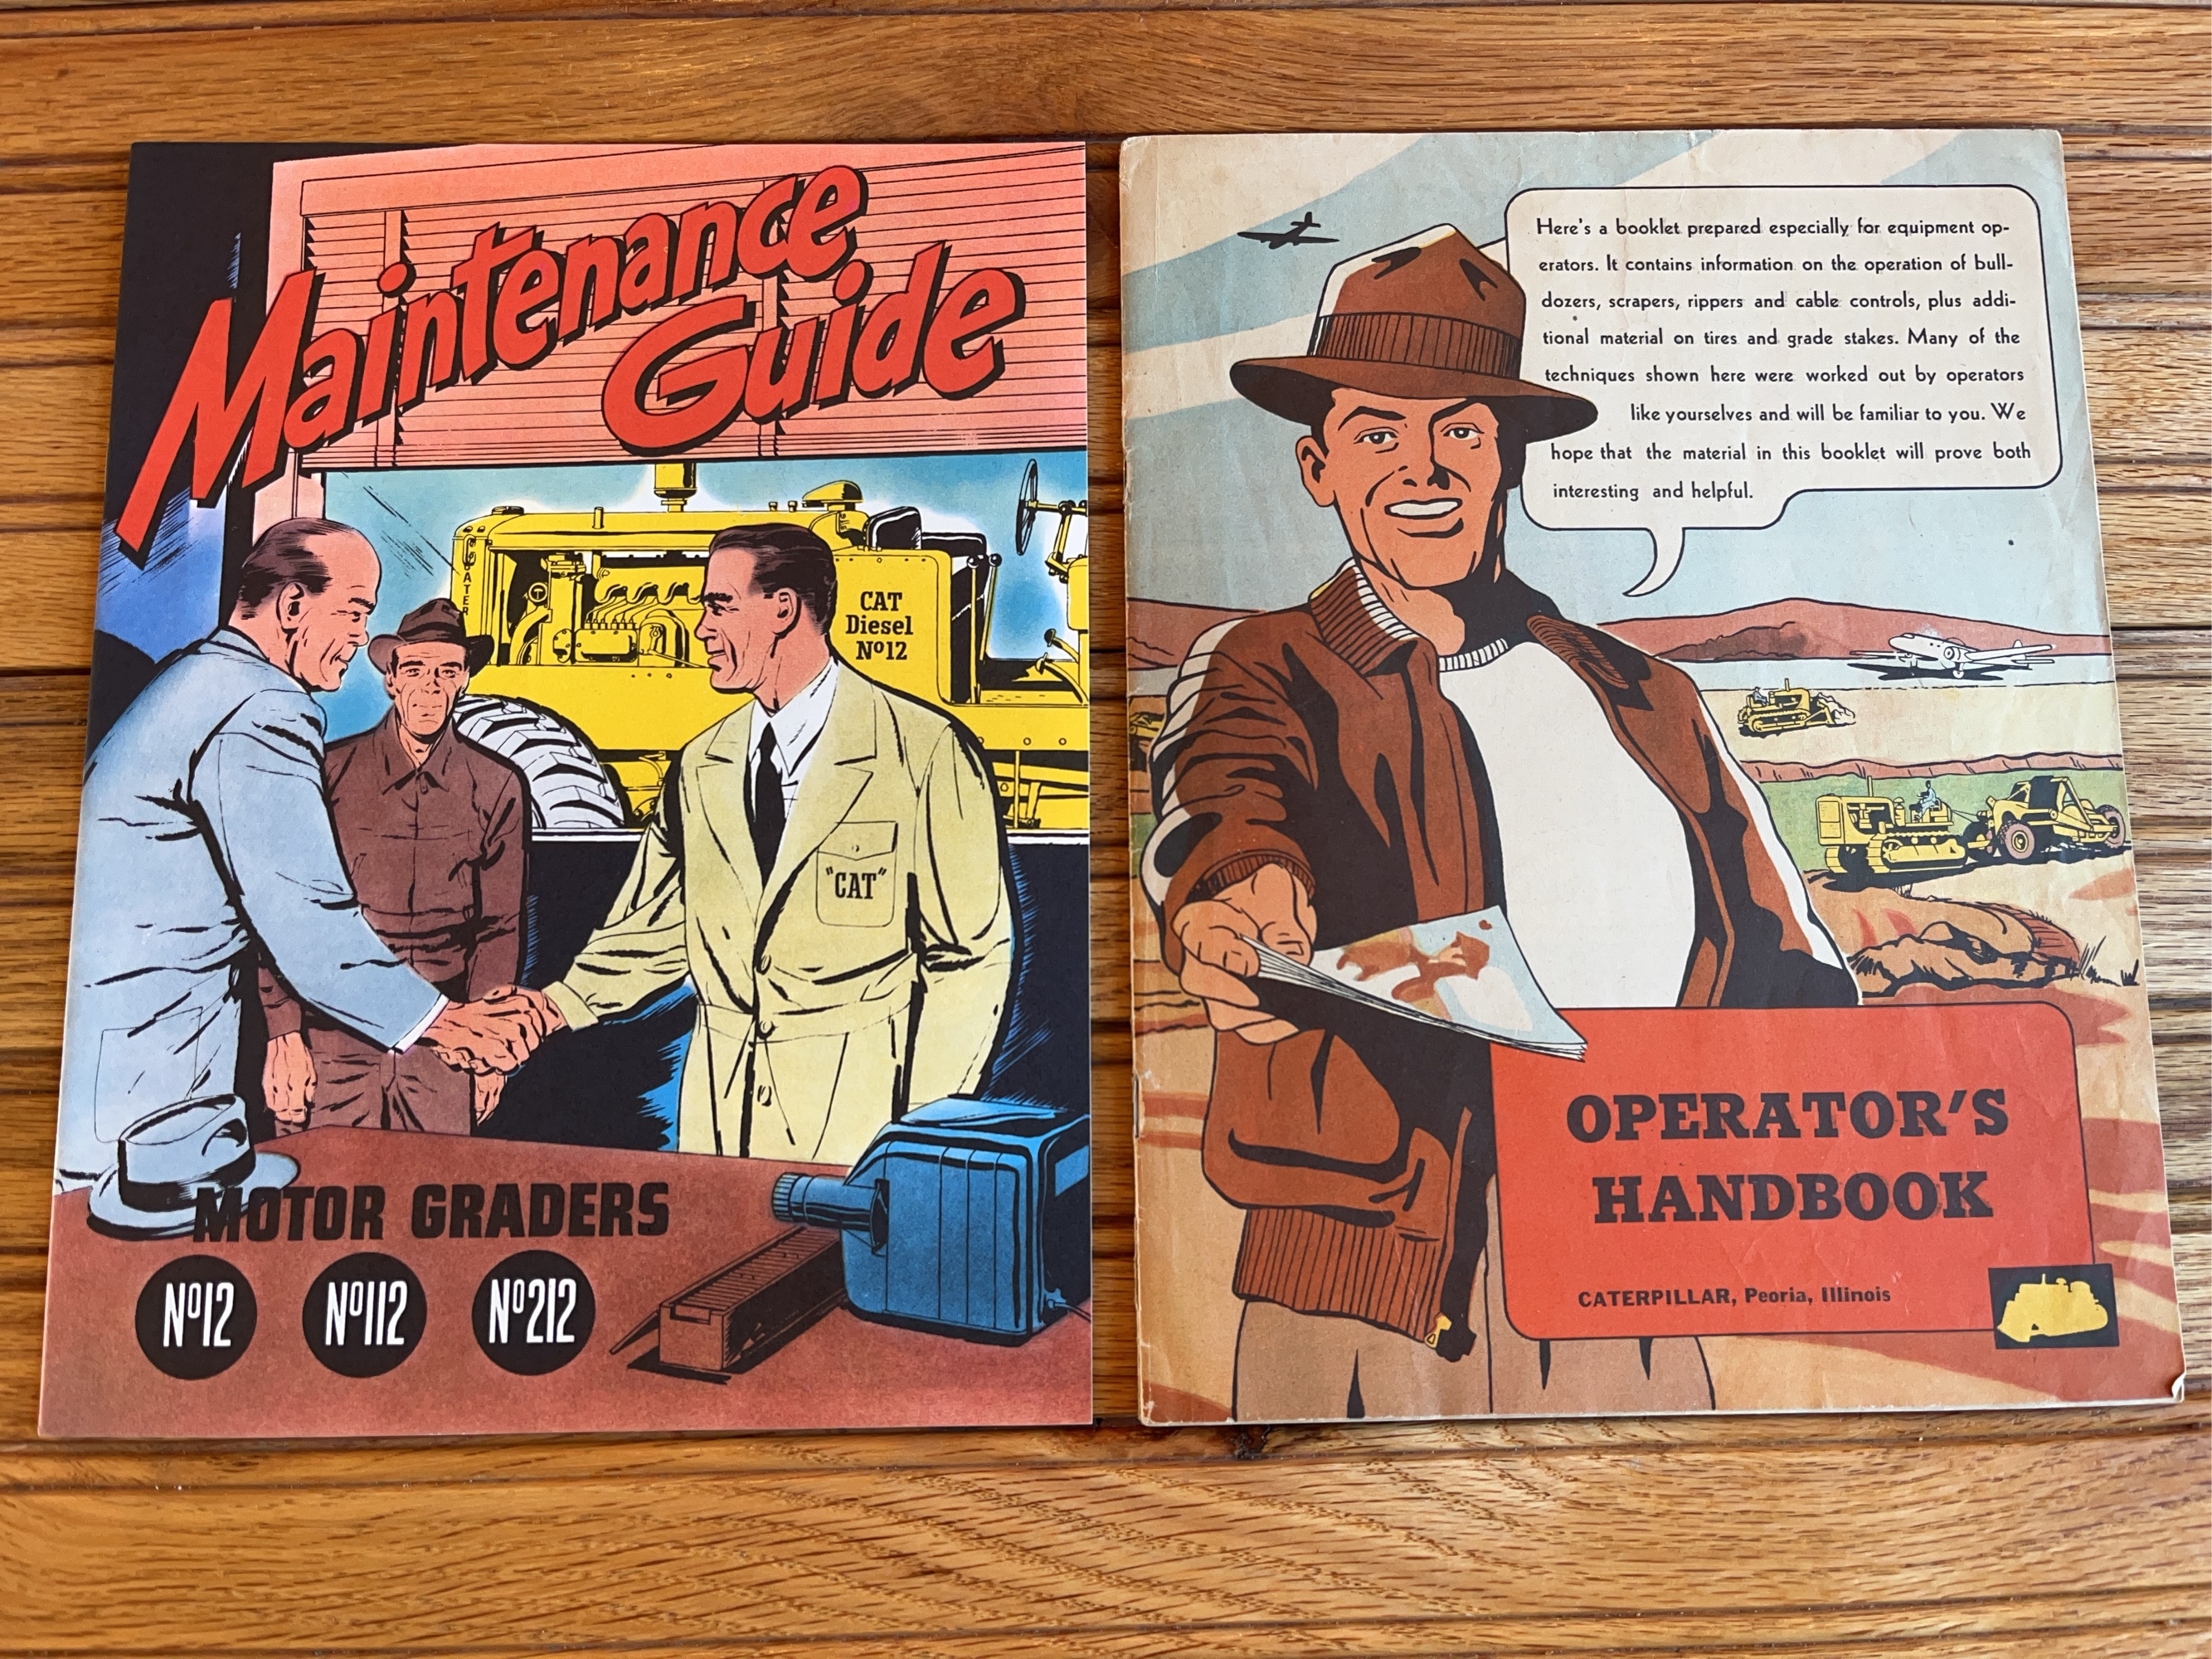 Maintenance
Guide
CATERPILLAR
CAT
Diesel
Nº12
"CAT"
MOTOR GRADERS
Nº12
Nº112
Nº212
Here's a booklet prepared especially for equipment op-
erators. It contains information on the operation of bull-
dozers, scrapers, rippers and cable controls, plus addi-
tional material on tires and grade stakes. Many of the
techniques shown here were worked out by operators
like yourselves and will be familiar to you. We
hope that the material in this booklet will prove both
interesting and helpful.
OPERATOR'S
HANDBOOK
CATERPILLAR, Peoria, Illinois